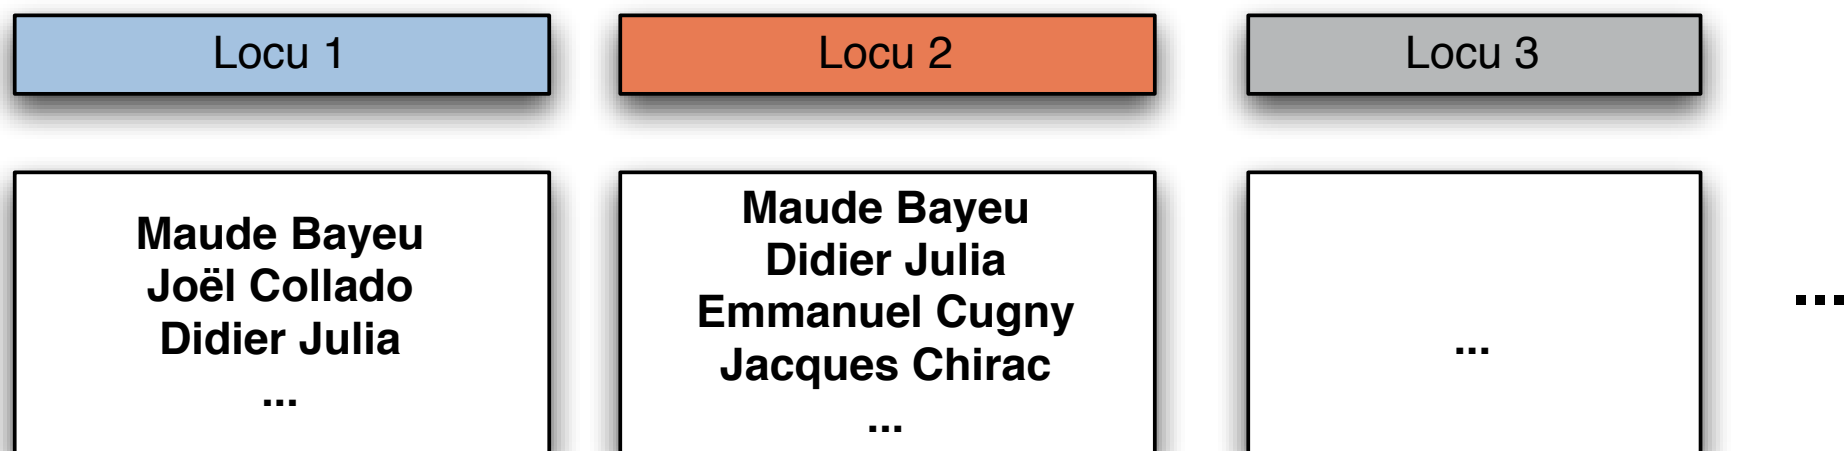 Locu 1
Locu 2
Locu 3
Maude Bayeu
Joël Collado
Didier Julia
...
Maude Bayeu
Didier Julia
Emmanuel Cugny
Jacques Chirac
...
...
...